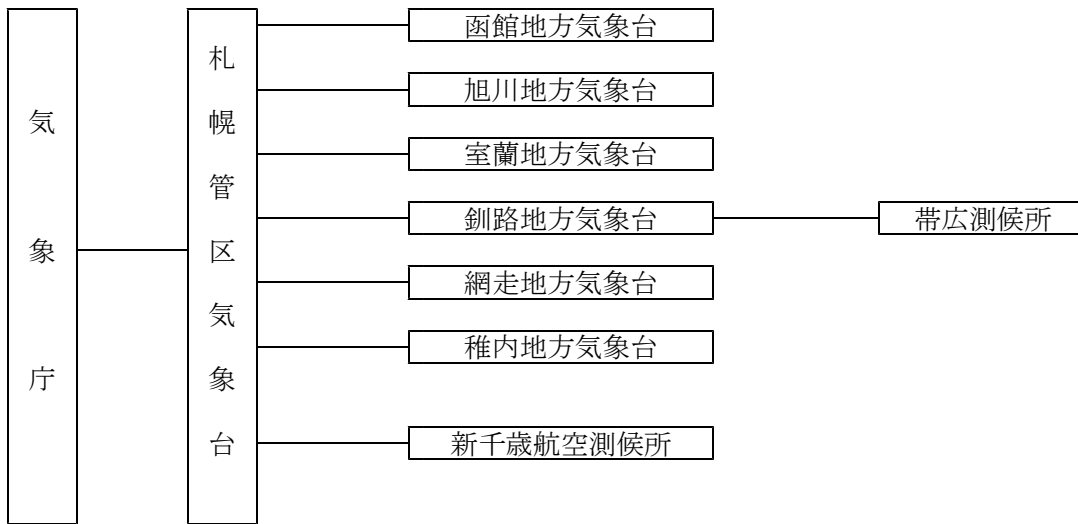 気象庁
札幌管区気象台
函館地方気象台
旭川地方気象台
室蘭地方気象台
釧路地方気象台
帯広測候所
網走地方気象台
稚内地方気象台
新千歳航空測候所